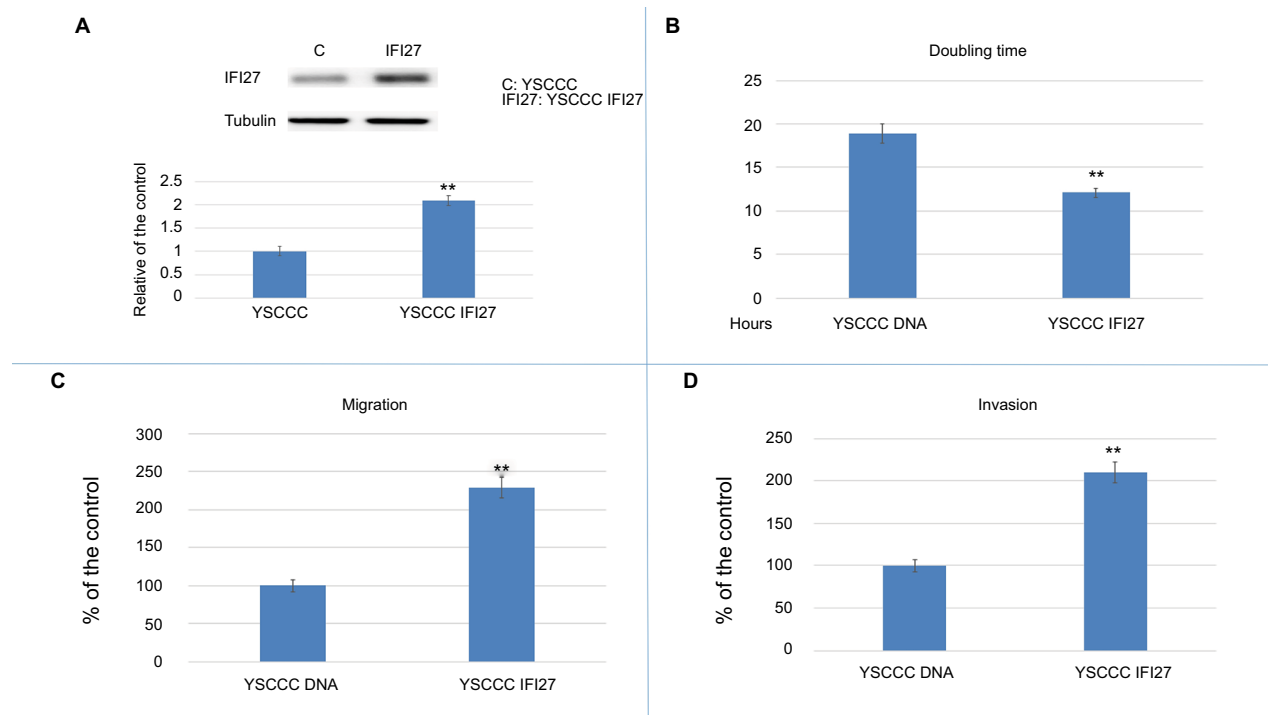 A
C IFI27
IFI27
Tubulin
C: YSCCC
IFI27: YSCCC IFI27
Relative of the control
2.5
2
1.5
1
0.5
0
**
YSCCC YSCCC IFI27
B
Doubling time
25
20
15
10
5
0
**
Hours YSCCC DNA YSCCC IFI27
C
Migration
% of the control
300
250
200
150
100
50
0
**
YSCCC DNA YSCCC IFI27
D
Invasion
% of the control
250
200
150
100
50
0
**
YSCCC DNA YSCCC IFI27